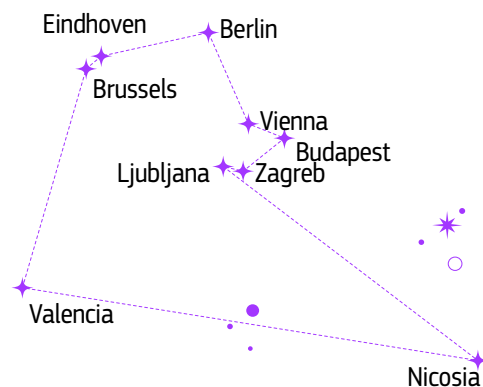 Eindhoven
Berlin
Brussels
Vienna
Budapest
Ljubljana
Zagreb
Valencia
Nicosia